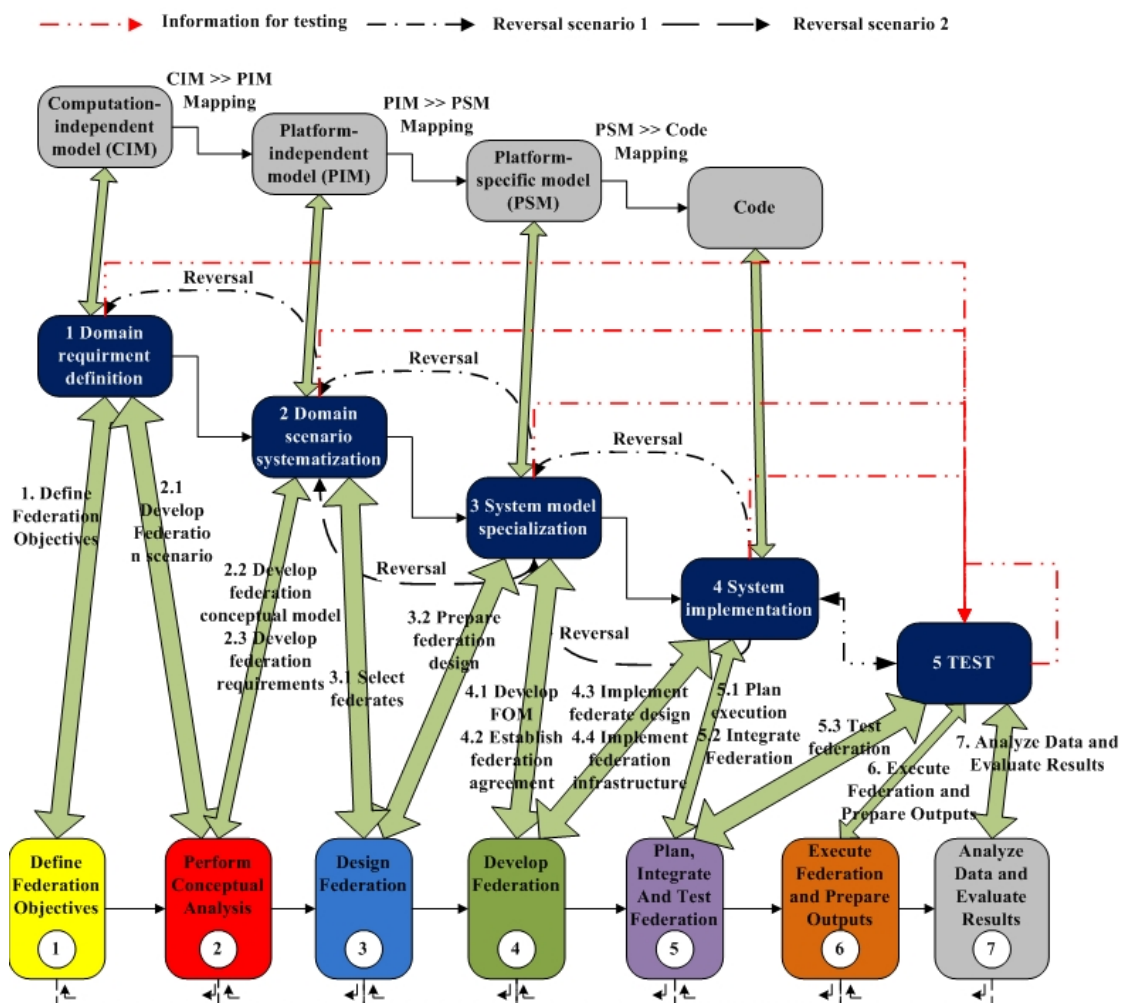 Information for testing
Reversal scenario 1
Reversal scenario 2
CIM >> PIM
Mapping
Computation-
independent
model (CIM)
PIM >> PSM
Mapping
Platform-
independent
model (PIM)
PSM >> Code
Mapping
Platform-
specific model
(PSM)
Code
Reversal
1 Domain
requirment
definition
Reversal
2 Domain
scenario
systematization
Reversal
3 System model
specialization
Reversal
4 System
implementation
Reversal
5 TEST
1. Define
Federation
Objectives
2.1
Develop
Federatio
n scenario
2.2 Develop
federation
conceptual model
2.3 Develop
federation
requirements
3.1 Select
federates
3.2 Prepare
federation
design
4.1 Develop
FOM
4.2 Establish
federation
agreement
4.3 Implement
federate design
4.4 Implement
federation
infrastructure
5.1 Plan
execution
5.2 Integrate
Federation
5.3 Test
federation
6. Execute
Federation and
Prepare Outputs
7. Analyze Data and
Evaluate Results
Define
Federation
Objectives
1
Perform
Conceptual
Analysis
2
Design
Federation
3
Develop
Federation
4
Plan,
Integrate
And Test
Federation
5
Execute
Federation
and Prepare
Outputs
6
Analyze
Data and
Evaluate
Results
7